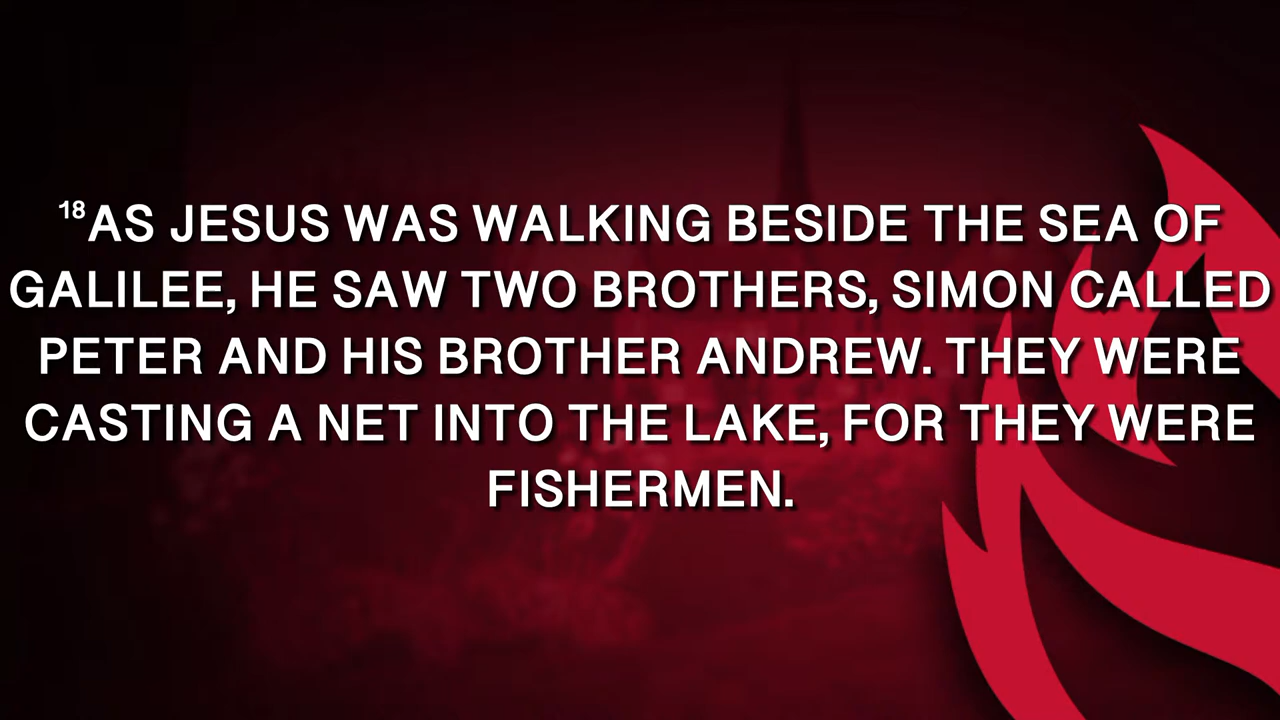 ¹⁸AS JESUS WAS WALKING BESIDE THE SEA OF
GALILEE, HE SAW TWO BROTHERS, SIMON CALLED
PETER AND HIS BROTHER ANDREW. THEY WERE
CASTING A NET INTO THE LAKE, FOR THEY WERE
FISHERMEN.